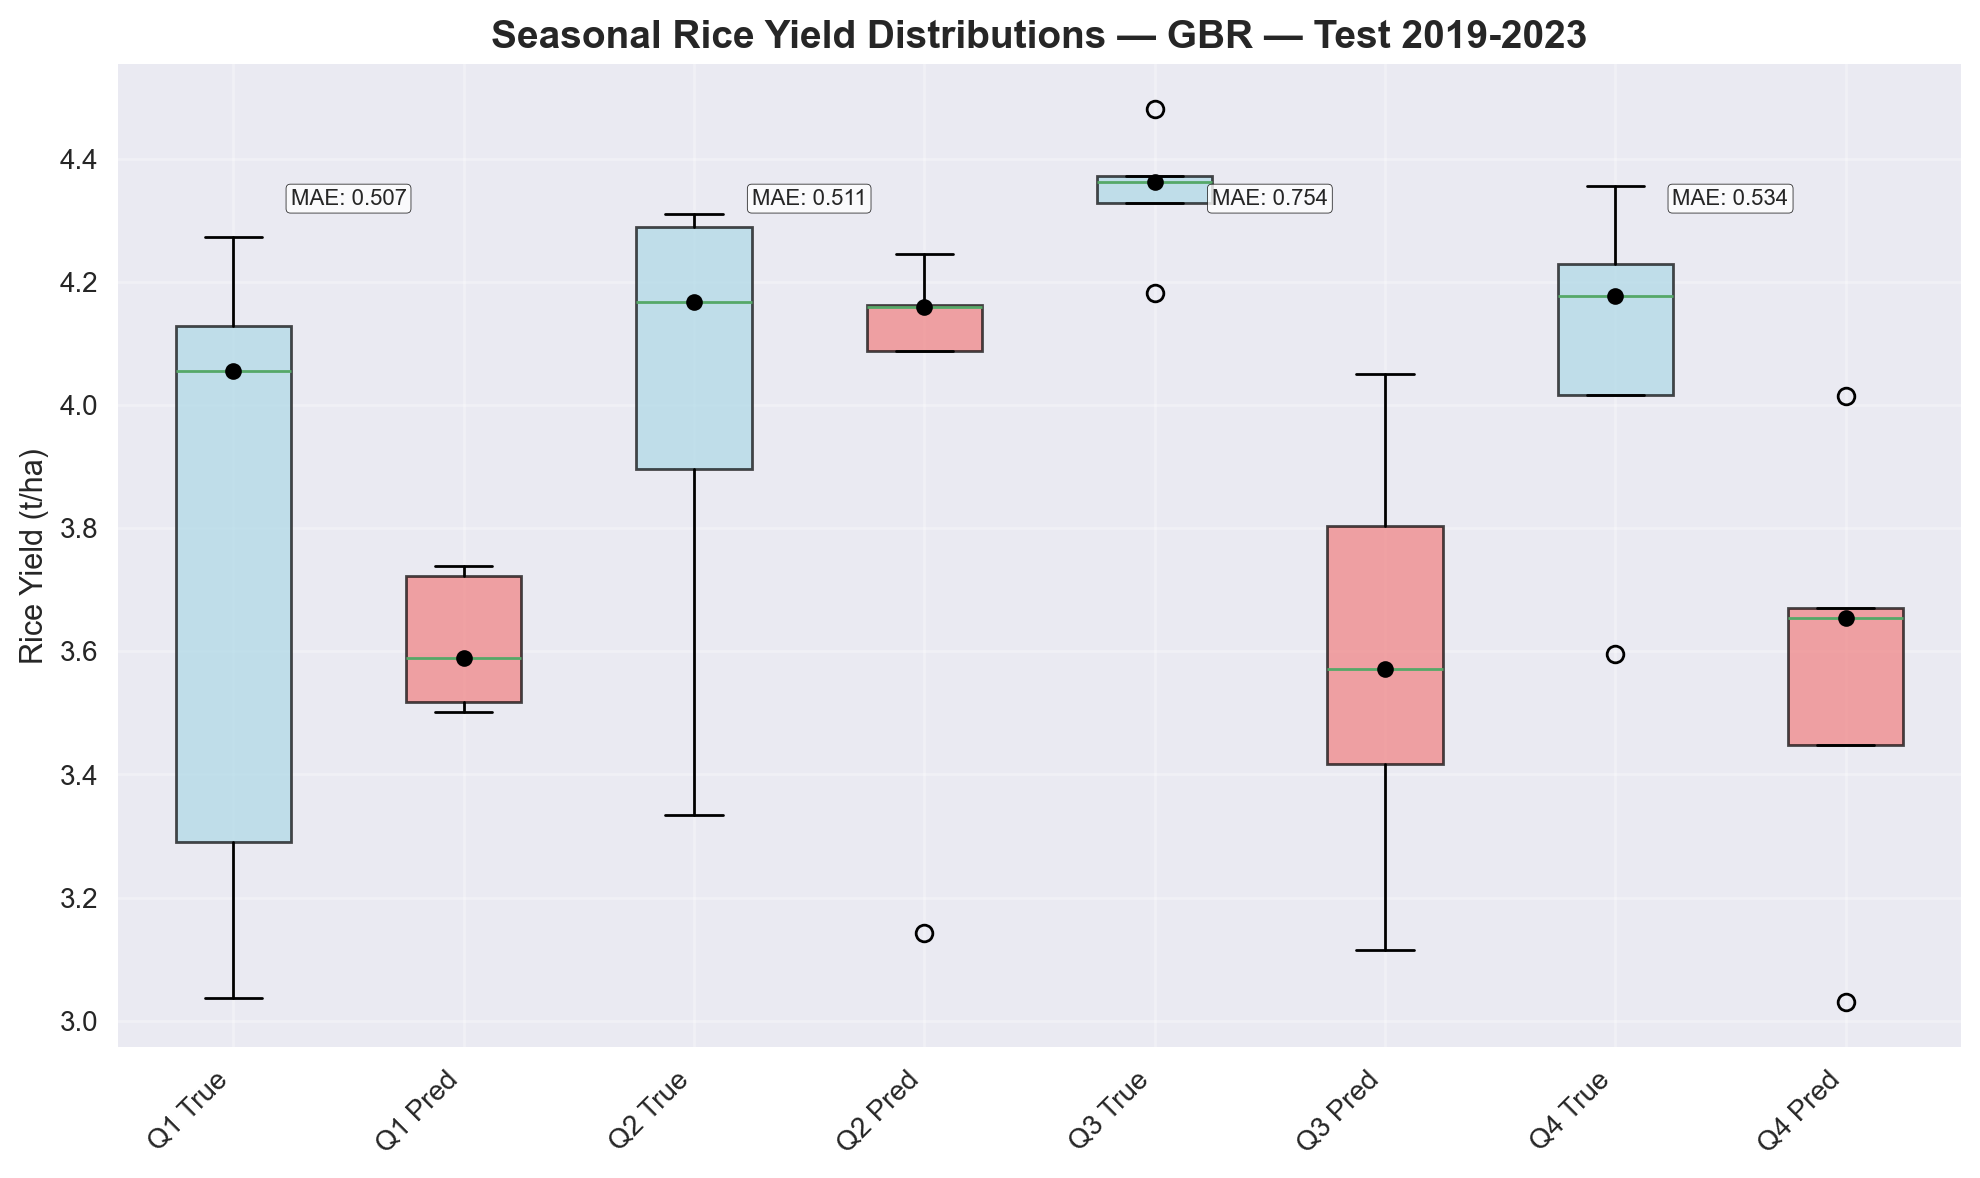 Seasonal Rice Yield Distributions — GBR — Test 2019-2023
Rice Yield (t/ha)
4.4
4.2
4.0
3.8
3.6
3.4
3.2
3.0
MAE: 0.507
MAE: 0.511
MAE: 0.754
MAE: 0.534
Q1 True
Q1 Pred
Q2 True
Q2 Pred
Q3 True
Q3 Pred
Q4 True
Q4 Pred